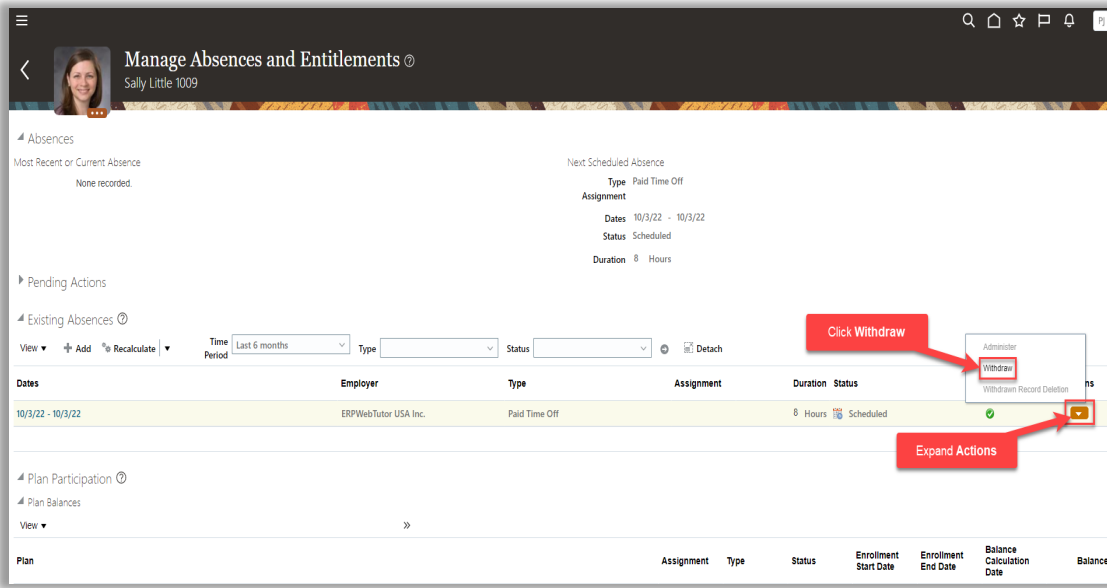 PJ
Manage Absences and Entitlements
Sally Little 1009
Absences
Most Recent or Current Absence
None recorded.
Next Scheduled Absence
Type Paid Time Off
Assignment
Dates 10/3/22 - 10/3/22
Status Scheduled
Duration 8 Hours
Pending Actions
Existing Absences
View + Add Recalculate Time Period Last 6 months Type Status Detach
Click Withdraw
Administer
Withdraw
Withdrawn Record Deletion
Dates Employer Type Assignment Duration Status ns
10/3/22 - 10/3/22 ERPWebTutor USA Inc. Paid Time Off 8 Hours Scheduled
Expand Actions
Plan Participation
Plan Balances
View »
Plan Assignment Type Status Enrollment Start Date Enrollment End Date Balance Calculation Date Balance